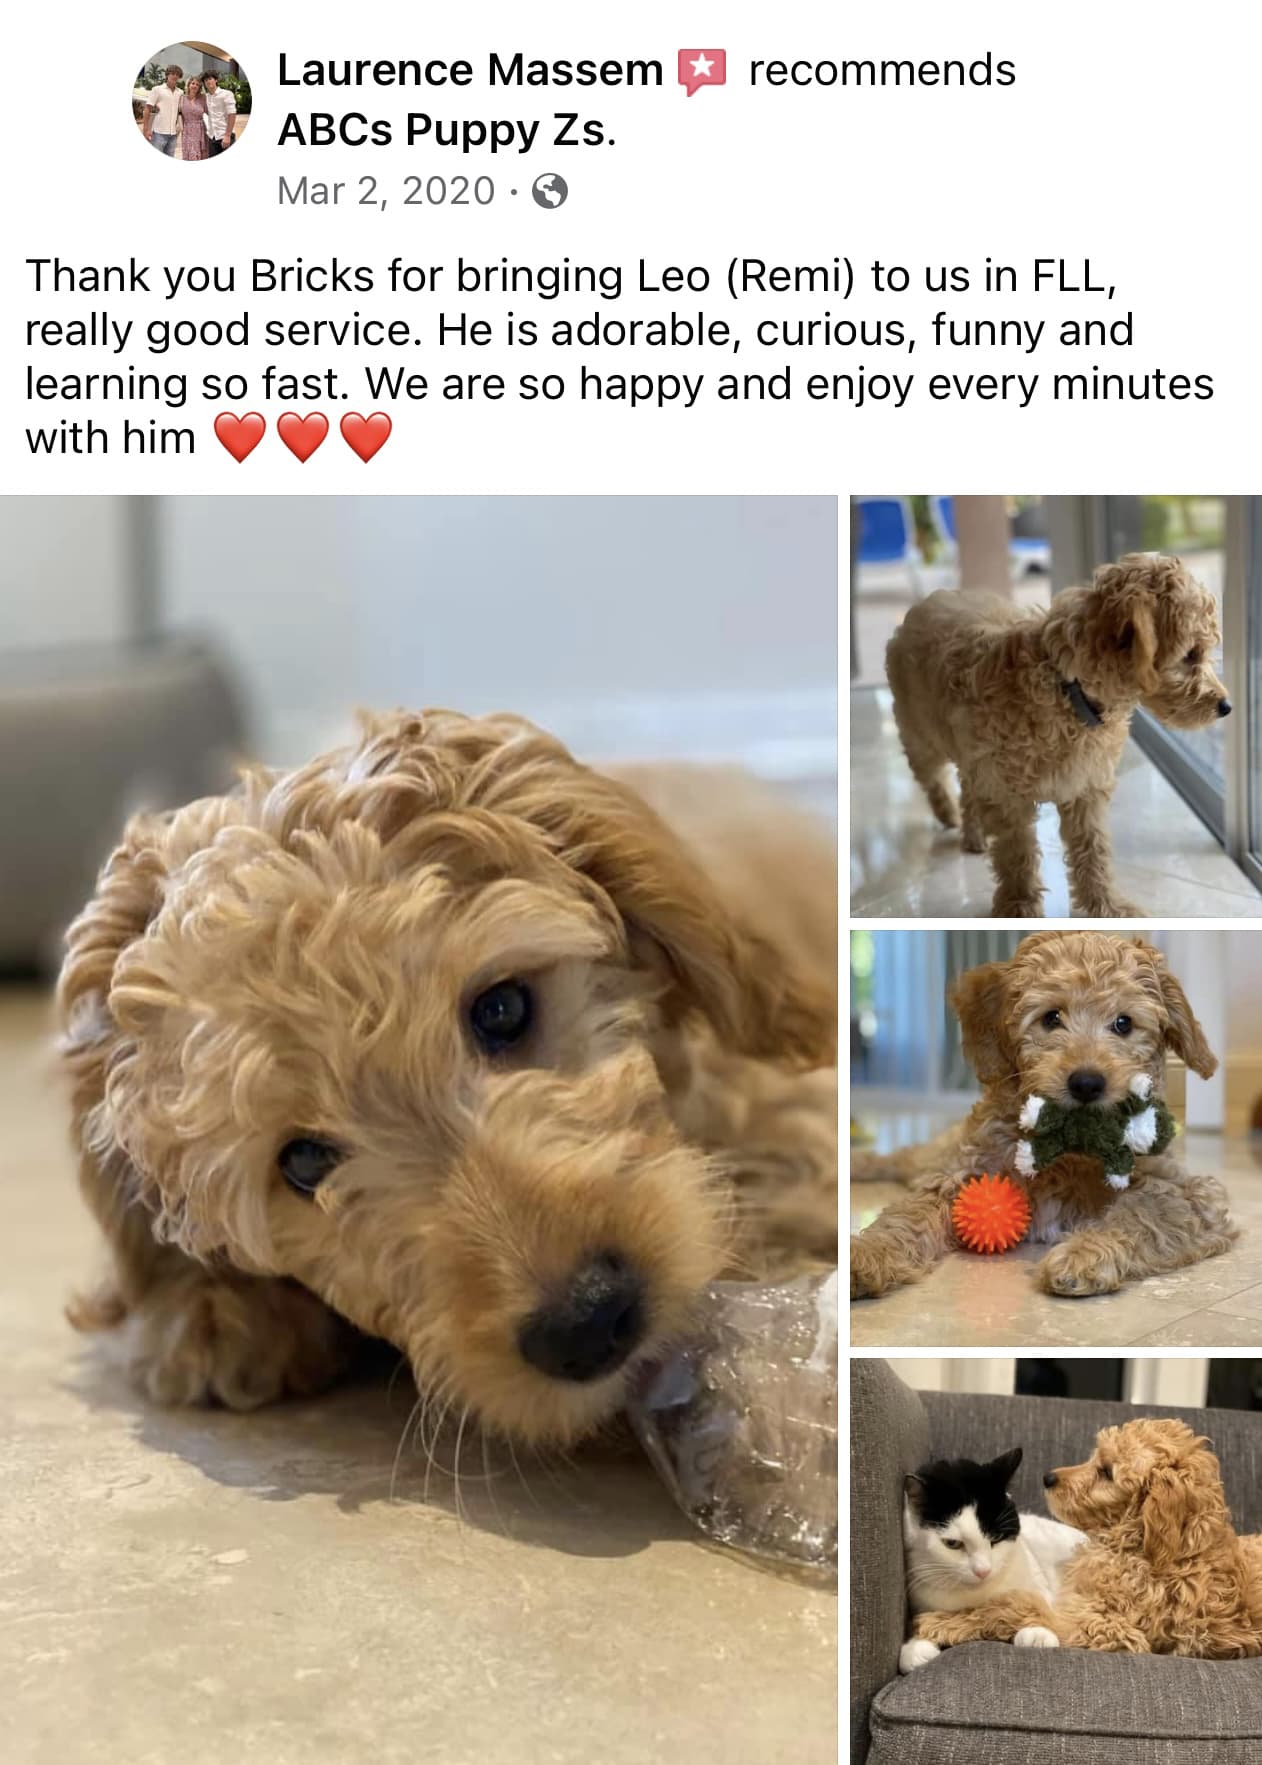 Laurence Massem recommends
ABCs Puppy Zs.
Mar 2, 2020 ·
Thank you Bricks for bringing Leo (Remi) to us in FLL,
really good service. He is adorable, curious, funny and
learning so fast. We are so happy and enjoy every minutes
with him ❤️❤️❤️